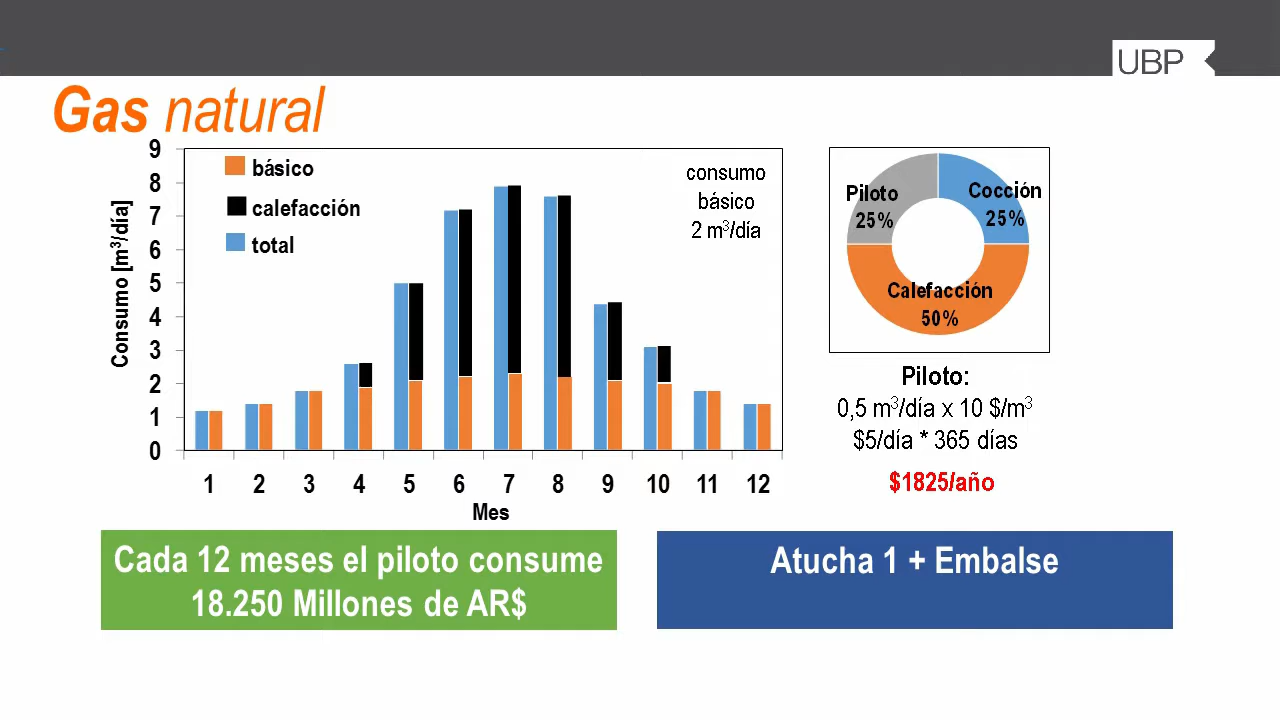 UBP
Gas natural
9
8
7
6
5
4
3
2
1
0
Consumo [m³/día]
básico
calefacción
total
consumo
básico
2 m³/día
1 2 3 4 5 6 7 8 9 10 11 12
Mes
Piloto
25%
Cocción
25%
Calefacción
50%
Piloto:
0,5 m³/día x 10 $/m³
$5/día * 365 días
$1825/año
Cada 12 meses el piloto consume
18.250 Millones de AR$
Atucha 1 + Embalse